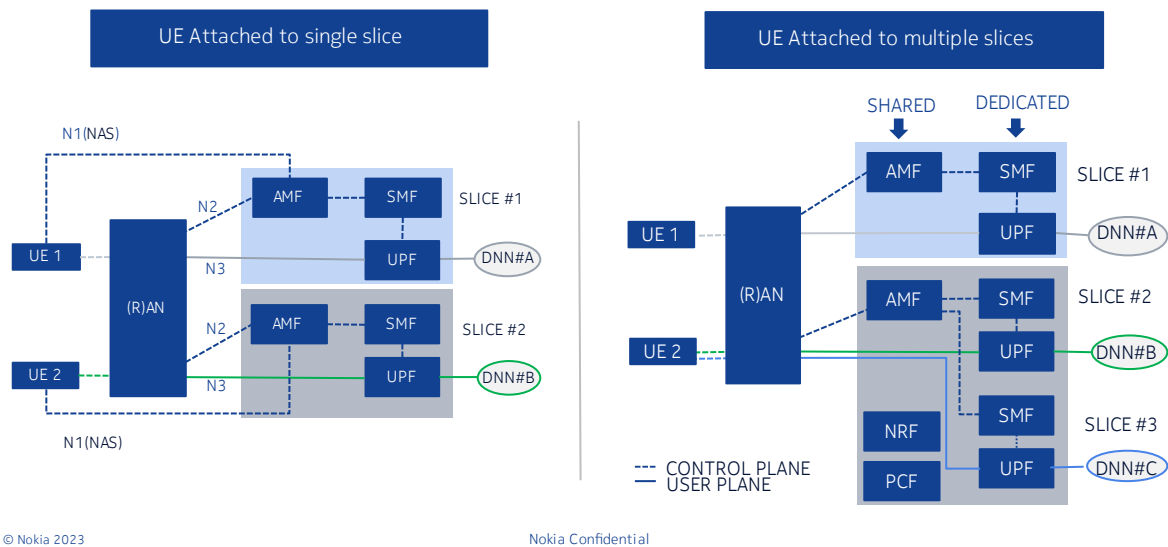 UE Attached to single slice
N1(NAS)
N2
AMF
SMF
SLICE #1
UE 1
N3
UPF
DNN#A
(R)AN
N2
AMF
SMF
SLICE #2
UE 2
N3
UPF
DNN#B
N1(NAS)
UE Attached to multiple slices
SHARED
DEDICATED
AMF
SMF
SLICE #1
UE 1
UPF
DNN#A
(R)AN
AMF
SMF
SLICE #2
UE 2
UPF
DNN#B
SMF
SLICE #3
NRF
UPF
DNN#C
PCF
CONTROL PLANE
USER PLANE
© Nokia 2023
Nokia Confidential